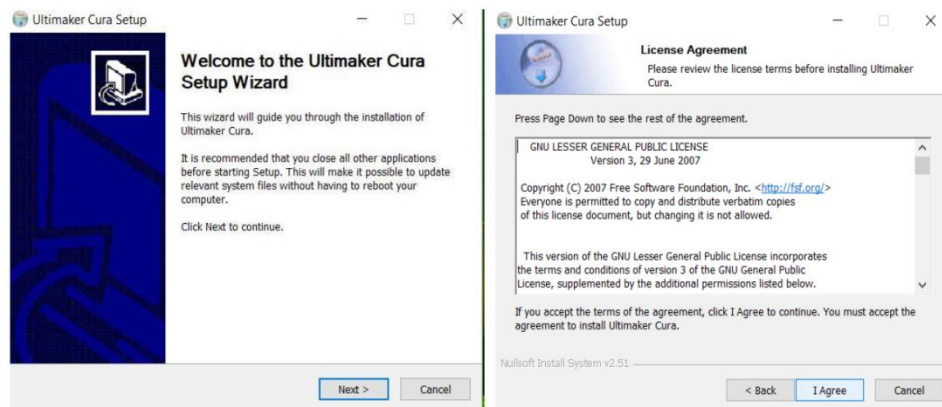 Ultimaker Cura Setup
Welcome to the Ultimaker Cura
Setup Wizard
This wizard will guide you through the installation of
Ultimaker Cura.
It is recommended that you close all other applications
before starting Setup. This will make it possible to update
relevant system files without having to reboot your
computer.
Click Next to continue.
Next >
Cancel
Ultimaker Cura Setup
License Agreement
Please review the license terms before installing Ultimaker
Cura.
Press Page Down to see the rest of the agreement.
GNU LESSER GENERAL PUBLIC LICENSE
Version 3, 29 June 2007
Copyright (C) 2007 Free Software Foundation, Inc. <http://fsf.org/>
Everyone is permitted to copy and distribute verbatim copies
of this license document, but changing it is not allowed.
This version of the GNU Lesser General Public License incorporates
the terms and conditions of version 3 of the GNU General Public
License, supplemented by the additional permissions listed below.
If you accept the terms of the agreement, click I Agree to continue. You must accept the
agreement to install Ultimaker Cura.
Nullsoft Install System v2.51
< Back
I Agree
Cancel